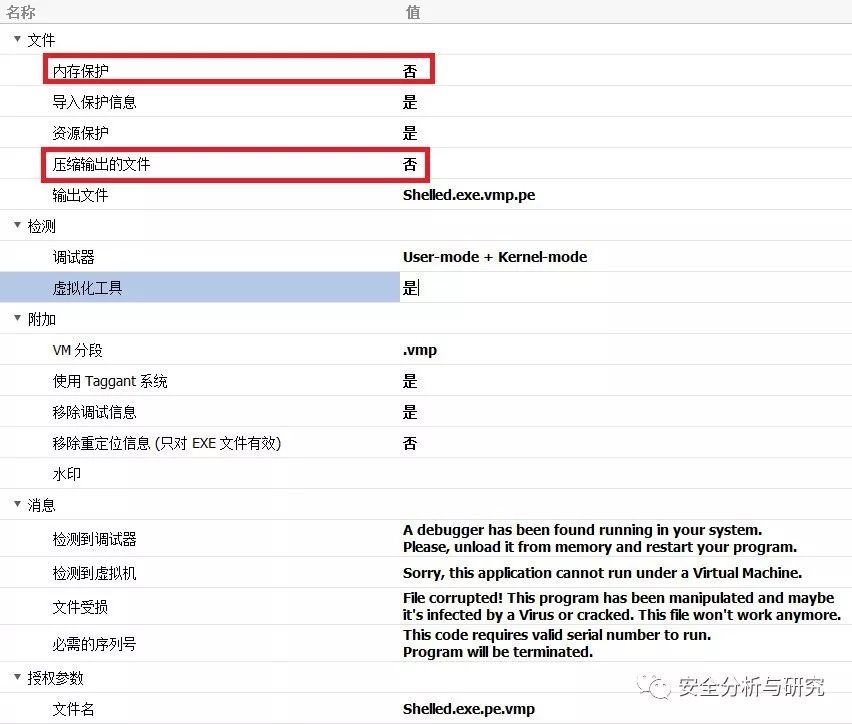 名称 值
文件
内存保护 否
导入保护信息 是
资源保护 是
压缩输出的文件 否
输出文件 Shelled.exe.vmp.pe
检测
调试器 User-mode + Kernel-mode
虚拟化工具 是
附加
VM 分段 .vmp
使用 Taggant 系统 是
移除调试信息 是
移除重定位信息 (只对 EXE 文件有效) 否
水印
消息
检测到调试器 A debugger has been found running in your system.
Please, unload it from memory and restart your program.
检测到虚拟机 Sorry, this application cannot run under a Virtual Machine.
文件受损 File corrupted! This program has been manipulated and maybe
it's infected by a Virus or cracked. This file won't work anymore.
必需的序列号 This code requires valid serial number to run.
Program will be terminated.
授权参数
文件名 Shelled.exe.pe.vmp
安全分析与研究